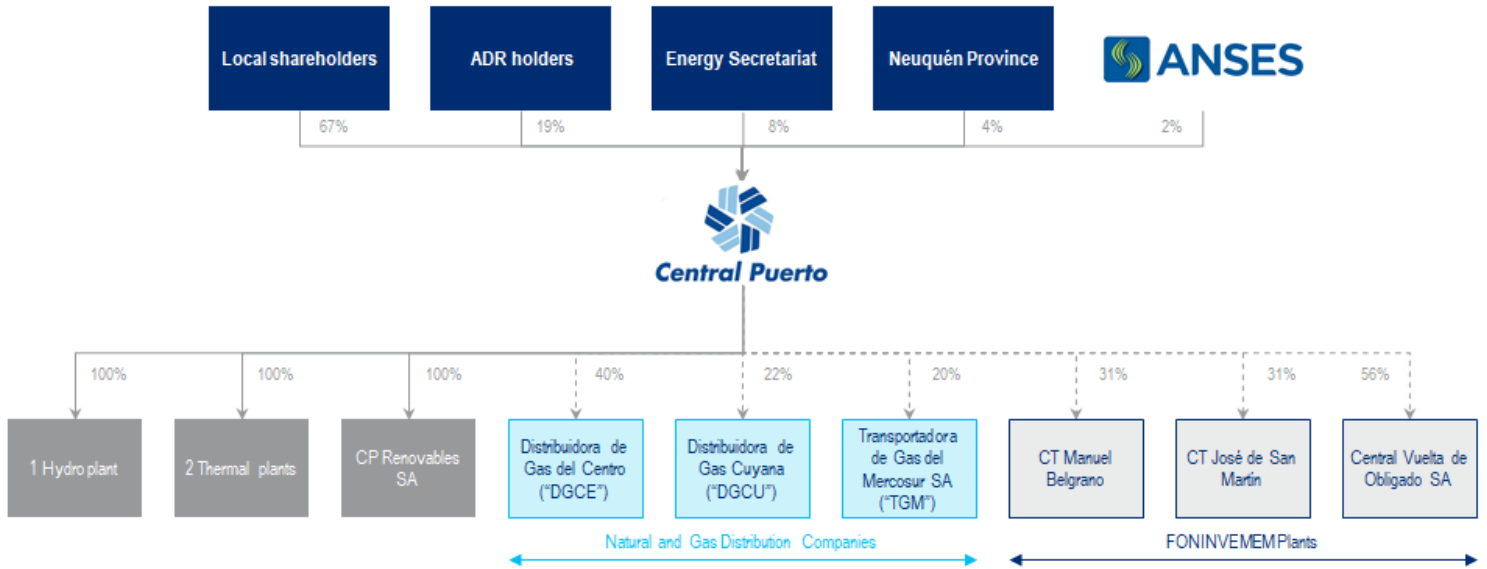 Local shareholders
ADR holders
Energy Secretariat
Neuquén Province
ANSES
67%
19%
8%
4%
2%
Central Puerto
100%
100%
100%
40%
22%
20%
31%
31%
56%
1 Hydro plant
2 Thermal plants
CP Renovables
SA
Distribuidora de
Gas del Centro
("DGCE")
Distribuidora de
Gas Cuyana
("DGCU")
Transportadora
de Gas del
Mercosur SA
("TGM")
CT Manuel
Belgrano
CT José de San
Martín
Central Vuelta de
Obligado SA
Natural and Gas Distribution Companies
FONINVEMEM Plants